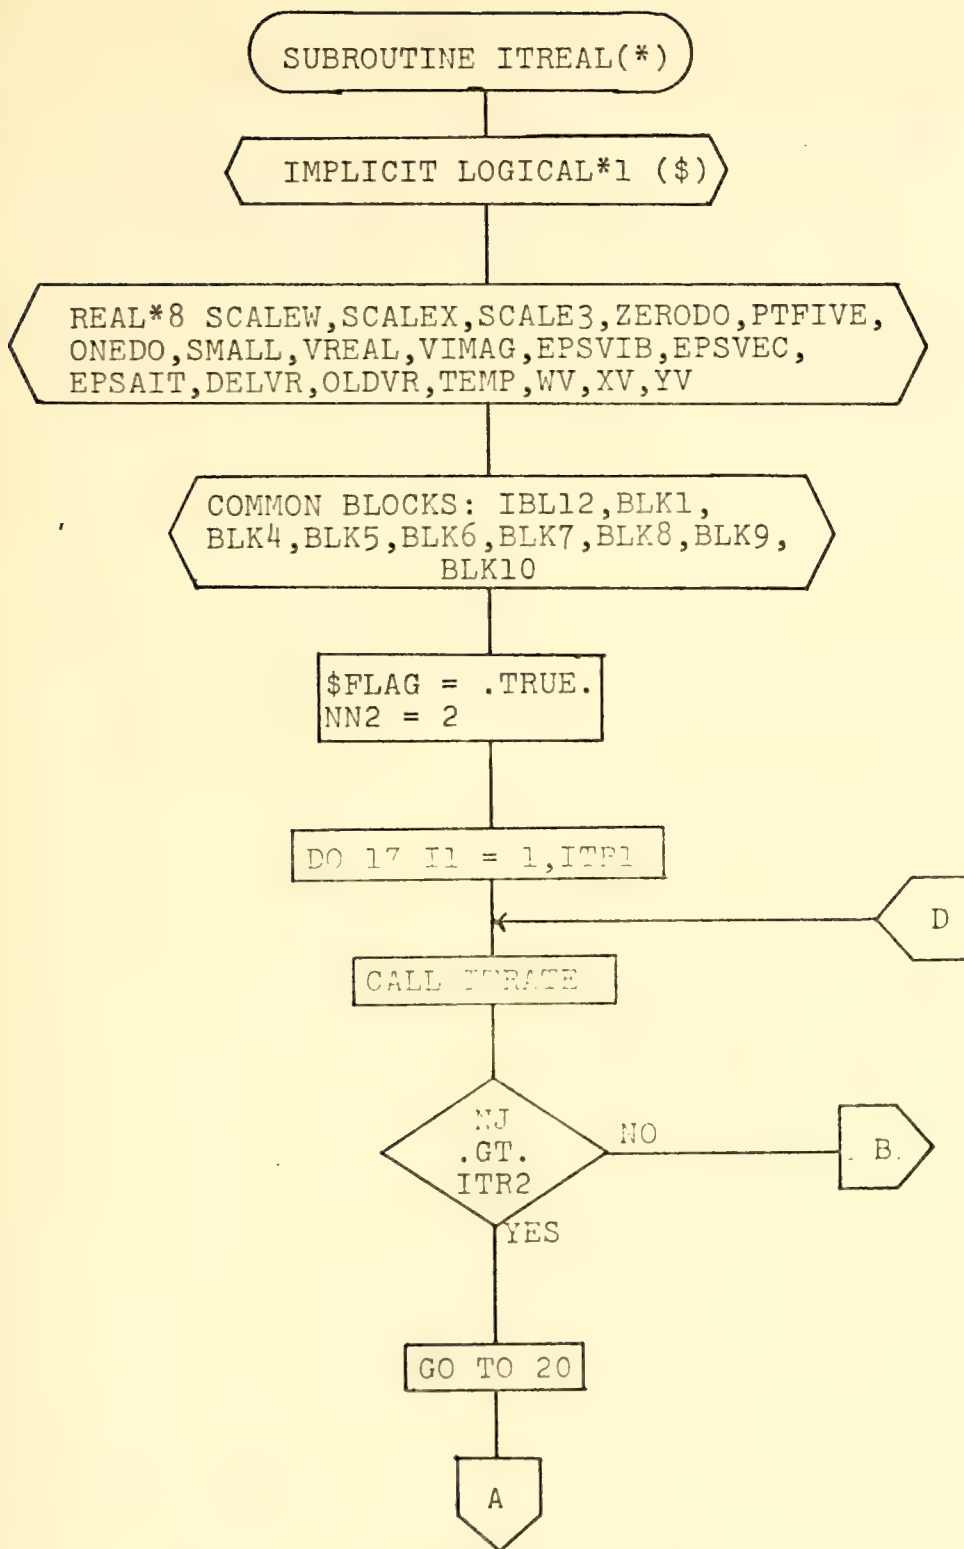 SUBROUTINE ITREAL(*)
IMPLICIT LOGICAL*1 ($)
REAL*8 SCALEW,SCALEX,SCALE3,ZERODO,PTFIVE,
ONEDO,SMALL,VREAL,VIMAG,EPSVIB,EPSVEC,
EPSAIT,DELVR,OLDVR,TEMP,WV,XV,YV
COMMON BLOCKS: IBL12,BLK1,
BLK4,BLK5,BLK6,BLK7,BLK8,BLK9,
BLK10
$FLAG = .TRUE.
NN2 = 2
DO 17 I1 = 1,ITR1
D
CALL ITRATE
NJ
.GT.
ITR2
NO
B
YES
GO TO 20
A